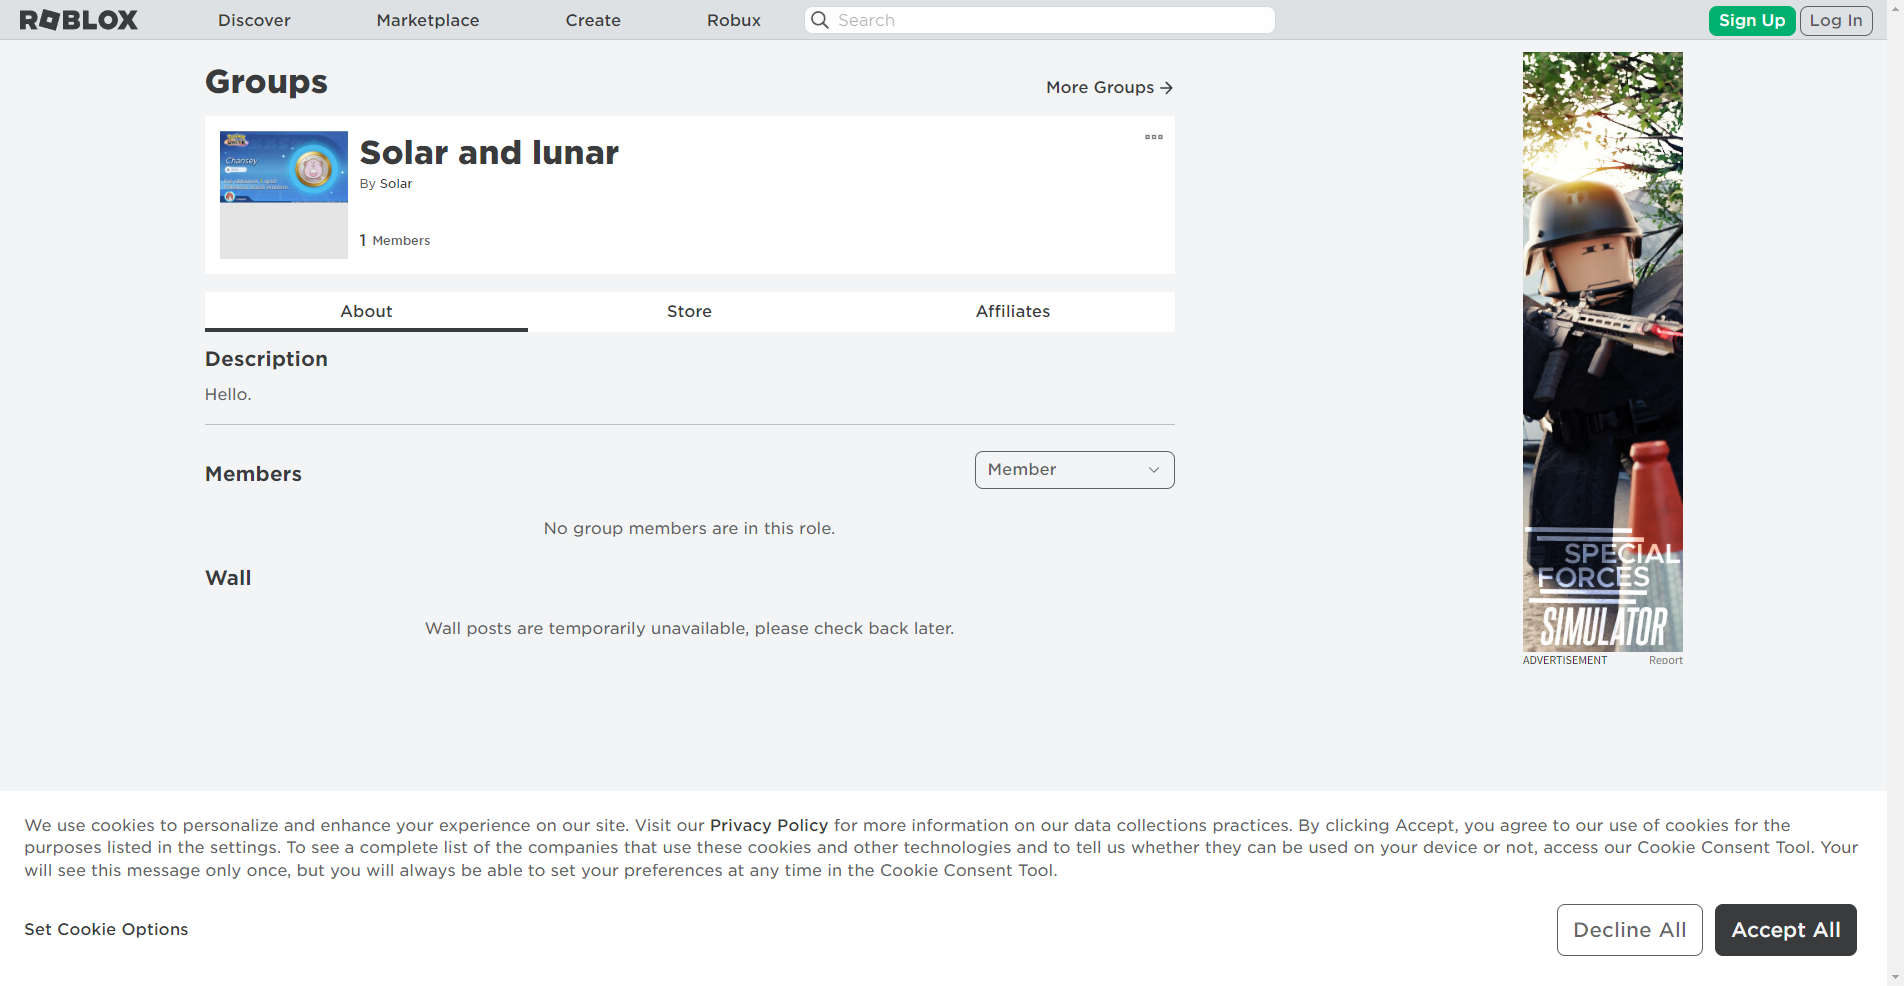 ROBLOX Discover Marketplace Create Robux Search Sign Up Log In
Groups
More Groups
Solar and lunar
By Solar
1 Members
Chansey
About Store Affiliates
Description
Hello.
Members
Member
No group members are in this role.
Wall
Wall posts are temporarily unavailable, please check back later.
SPECIAL
FORCES
SIMULATOR
ADVERTISEMENT Report
We use cookies to personalize and enhance your experience on our site. Visit our Privacy Policy for more information on our data collections practices. By clicking Accept, you agree to our use of cookies for the
purposes listed in the settings. To see a complete list of the companies that use these cookies and other technologies and to tell us whether they can be used on your device or not, access our Cookie Consent Tool. Your
will see this message only once, but you will always be able to set your preferences at any time in the Cookie Consent Tool.
Set Cookie Options
Decline All
Accept All